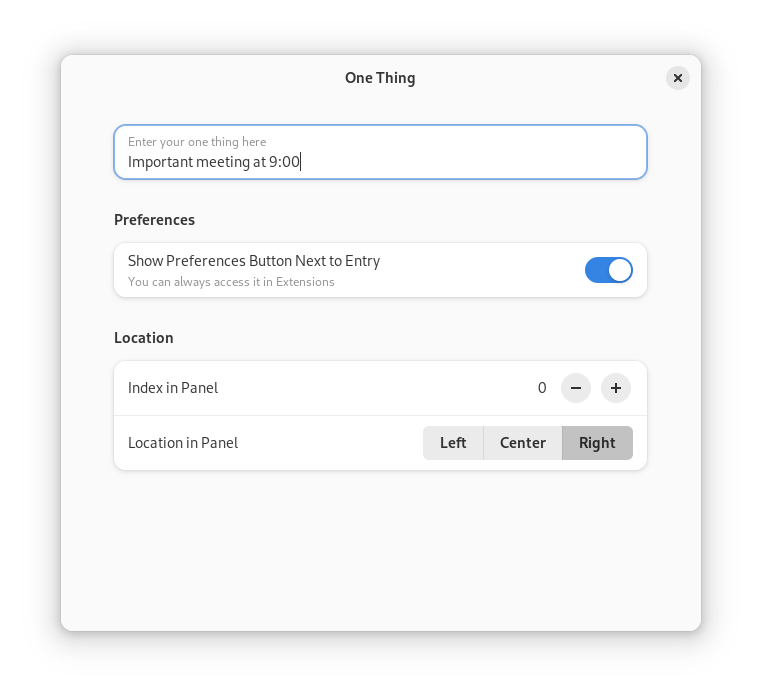 One Thing
Enter your one thing here
Important meeting at 9:00
Preferences
Show Preferences Button Next to Entry
You can always access it in Extensions
Location
Index in Panel 0
Location in Panel Left Center Right